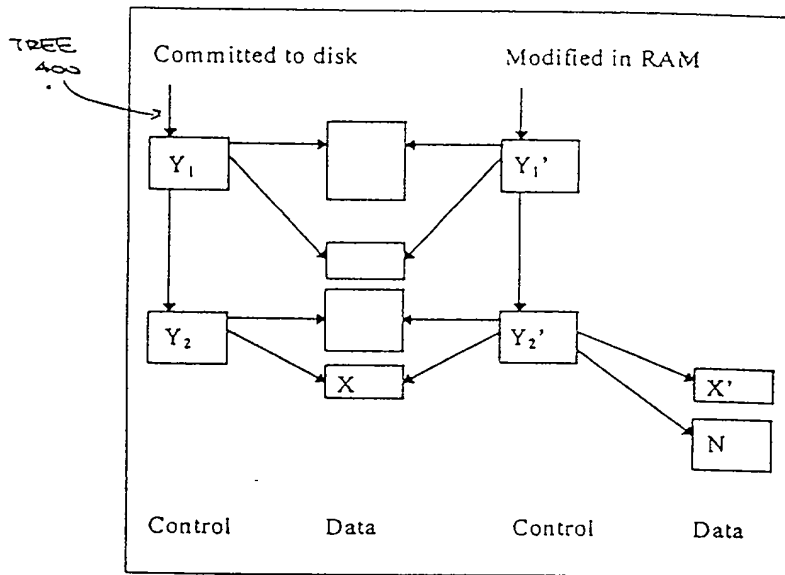 TREE
400
Committed to disk
Modified in RAM
Y₁
Y₁’
Y₂
Y₂’
X
X’
N
Control
Data
Control
Data